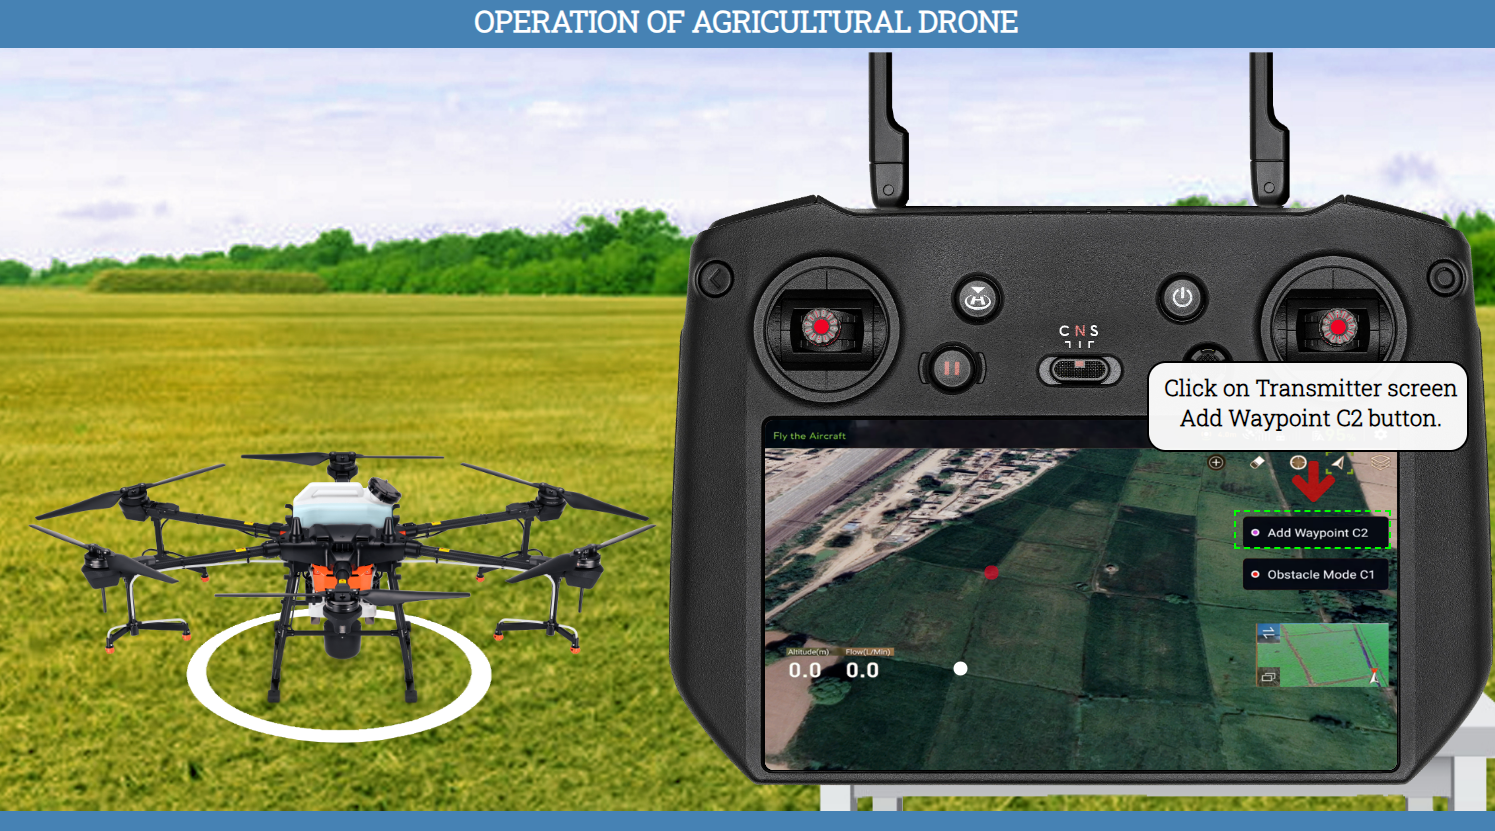 OPERATION OF AGRICULTURAL DRONE
C N S
Click on Transmitter screen
Add Waypoint C2 button.
Fly the Aircraft
Add Waypoint C2
Obstacle Mode C1
Altitude(m) Flow(L/Min)
0.0 0.0